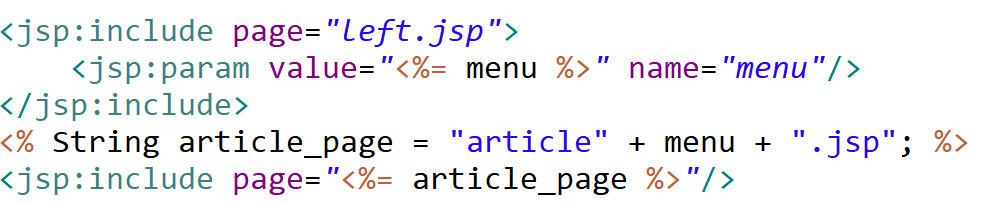 <jsp:include page="left.jsp">
    <jsp:param value="<%= menu %>" name="menu"/>
</jsp:include>
<% String article_page = "article" + menu + ".jsp"; %>
<jsp:include page="<%= article_page %>"/>